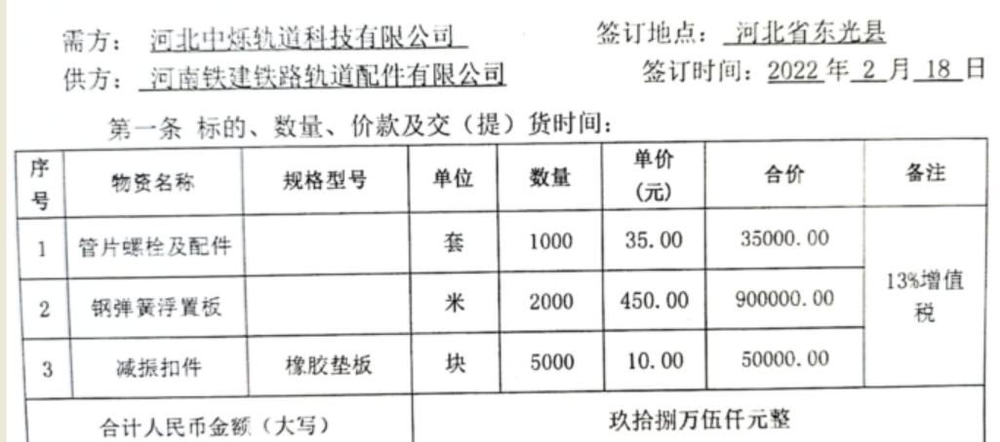 需方: 河北中烁轨道科技有限公司 签订地点: 河北省东光县
供方: 河南铁建铁路轨道配件有限公司 签订时间: 2022 年 2 月 18 日
第一条 标的、数量、价款及交(提)货时间:
序号 物资名称 规格型号 单位 数量 单价(元) 合价 备注
1 管片螺栓及配件 套 1000 35.00 35000.00 13%增值税
2 钢弹簧浮置板 米 2000 450.00 900000.00
3 减振扣件 橡胶垫板 块 5000 10.00 50000.00
合计人民币金额(大写) 玖拾捌万伍仟元整